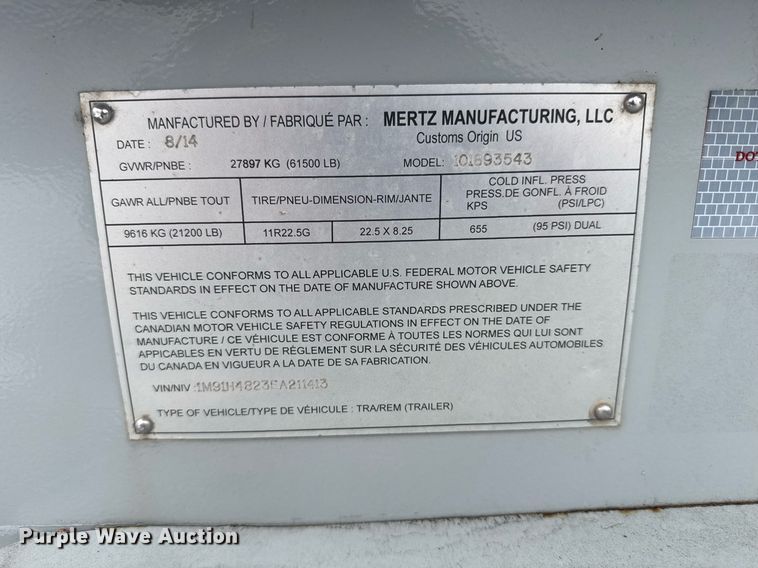 MANFACTURED BY / FABRIQUÉ PAR : MERTZ MANUFACTURING, LLC
DATE : 8/14 Customs Origin US
GVWR/PNBE : 27897 KG (61500 LB) MODEL: 101693543
GAWR ALL/PNBE TOUT TIRE/PNEU-DIMENSION-RIM/JANTE COLD INFL. PRESS
PRESS.DE GONFL. À FROID
KPS (PSI/LPC)
9616 KG (21200 LB) 11R22.5G 22.5 X 8.25 655 (95 PSI) DUAL
THIS VEHICLE CONFORMS TO ALL APPLICABLE U.S. FEDERAL MOTOR VEHICLE SAFETY
STANDARDS IN EFFECT ON THE DATE OF MANUFACTURE SHOWN ABOVE.
THIS VEHICLE CONFORMS TO ALL APPLICABLE STANDARDS PRESCRIBED UNDER THE
CANADIAN MOTOR VEHICLE SAFETY REGULATIONS IN EFFECT ON THE DATE OF
MANUFACTURE / CE VÉHICULE EST CONFORME À TOUTES LES NORMES QUI LUI SONT
APPLICABLES EN VERTU DE RÈGLEMENT SUR LA SÉCURITÉ DES VÉHICULES AUTOMOBILES
DU CANADA EN VIGUEUR A LA DATE DE SA FABRICATION.
VIN/NIV : 1M91H4823EA211413
TYPE OF VEHICLE/TYPE DE VÉHICULE : TRA/REM (TRAILER)
DOT
Purple Wave Auction